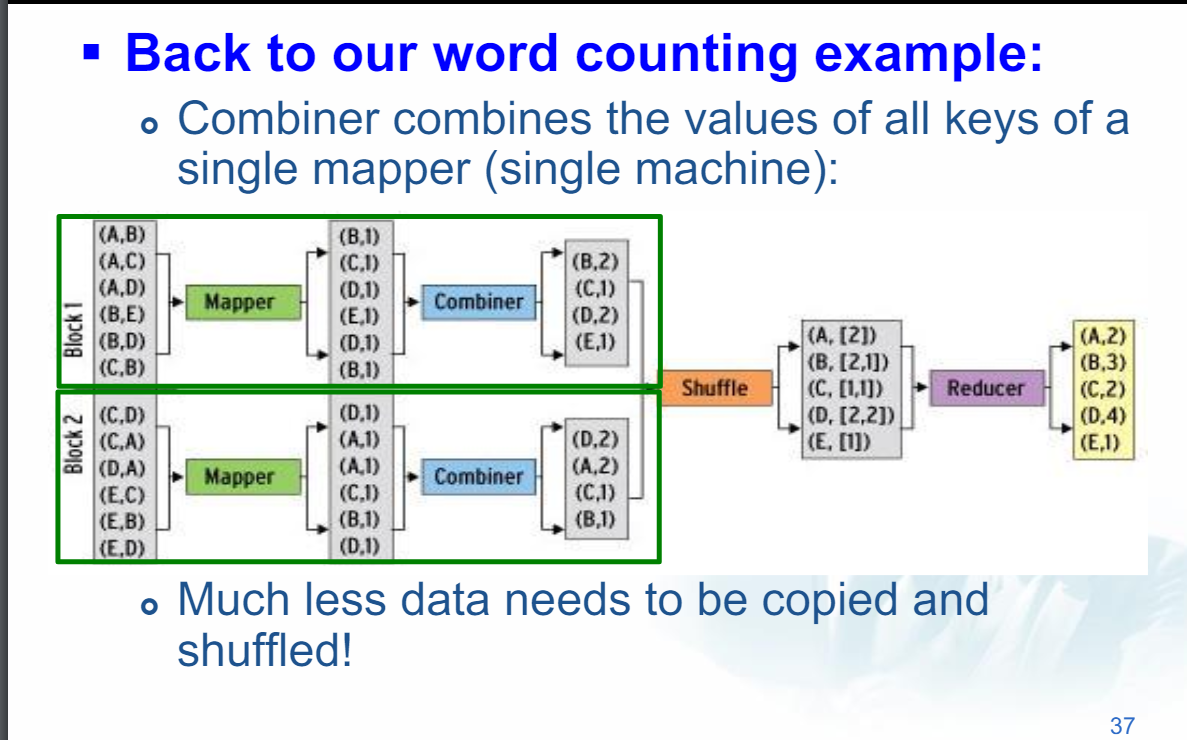 ▪ Back to our word counting example:
Combiner combines the values of all keys of a
single mapper (single machine):
Block 1
(A,B)
(A,C)
(A,D)
(B,E)
(B,D)
(C,B)
Mapper
(B,1)
(C,1)
(D,1)
(E,1)
(D,1)
(B,1)
Combiner
(B,2)
(C,1)
(D,2)
(E,1)
Block 2
(C,D)
(C,A)
(D,A)
(E,C)
(E,B)
(E,D)
Mapper
(D,1)
(A,1)
(A,1)
(C,1)
(B,1)
(D,1)
Combiner
(D,2)
(A,2)
(C,1)
(B,1)
Shuffle
(A, [2])
(B, [2,1])
(C, [1,1])
(D, [2,2])
(E, [1])
Reducer
(A,2)
(B,3)
(C,2)
(D,4)
(E,1)
Much less data needs to be copied and
shuffled!
37